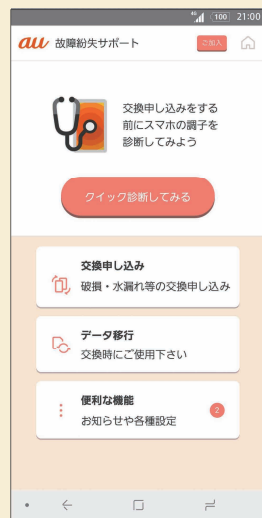 4G 100 21:00
au 故障紛失サポート ご加入
交換申し込みをする
前にスマホの調子を
診断してみよう
クイック診断してみる
交換申し込み
破損・水漏れ等の交換申し込み
データ移行
交換時にご使用下さい
便利な機能
お知らせや各種設定
2